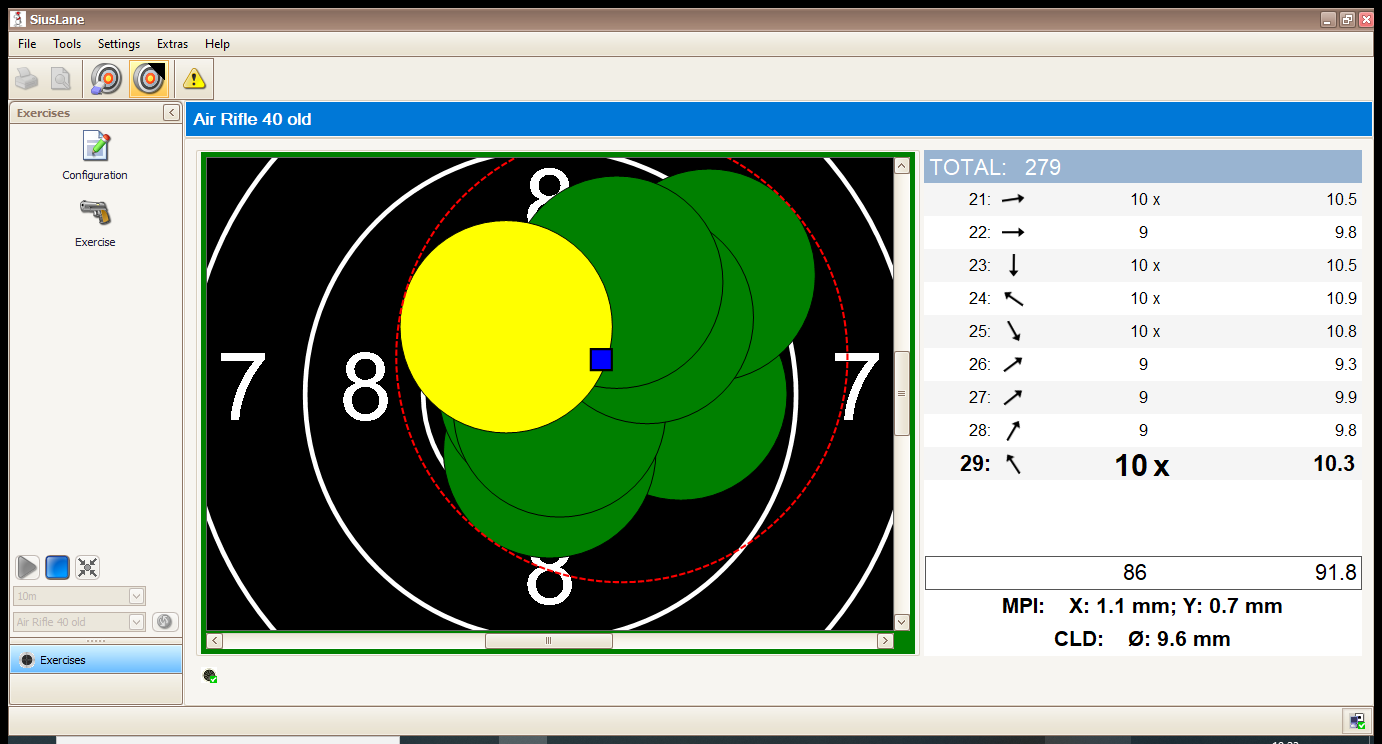 SiusLane
File Tools Settings Extras Help
Exercises
Configuration
Exercise
10m
Air Rifle 40 old
Exercises
Air Rifle 40 old
8
7 8 7
8
TOTAL: 279
21: 10 x 10.5
22: 9 9.8
23: 10 x 10.5
24: 10 x 10.9
25: 10 x 10.8
26: 9 9.3
27: 9 9.9
28: 9 9.8
29: 10 x 10.3
86 91.8
MPI: X: 1.1 mm; Y: 0.7 mm
CLD: Ø: 9.6 mm